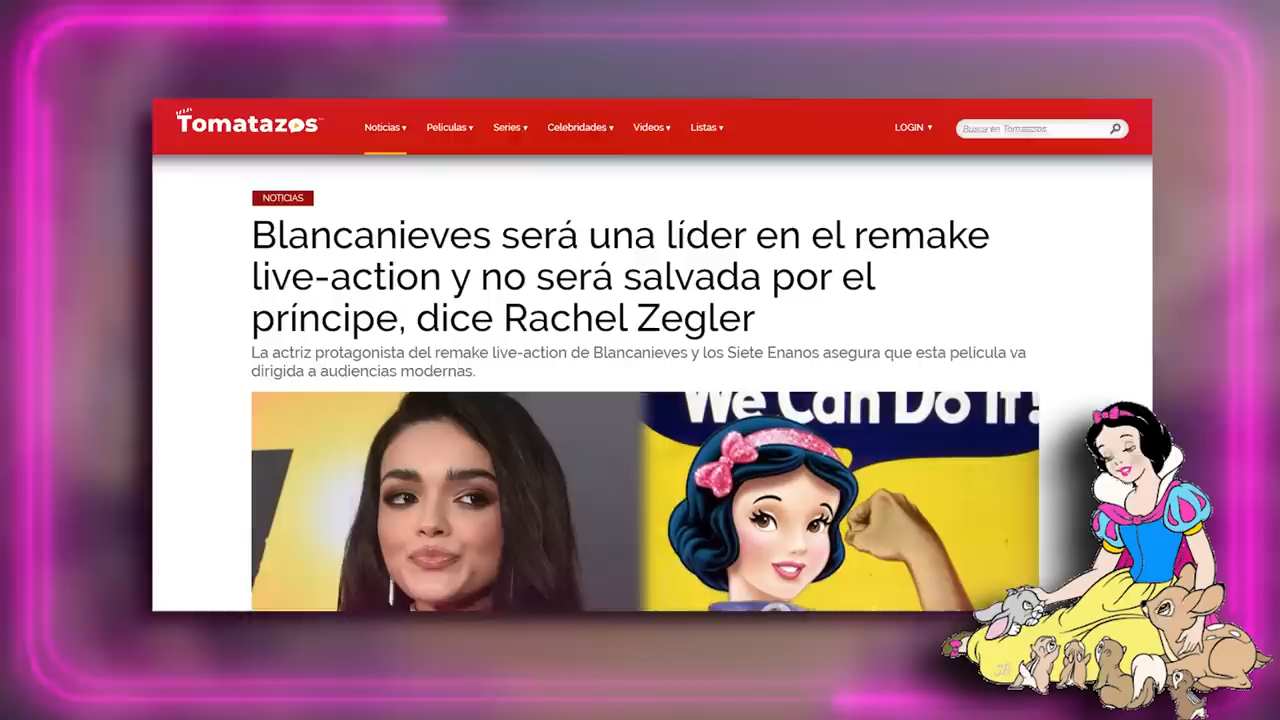 Tomatazos
Noticias Películas Series Celebridades Videos Listas LOGIN Buscar en
NOTICIAS
Blancanieves será una líder en el remake
live-action y no será salvada por el
príncipe, dice Rachel Zegler
La actriz protagonista del remake live-action de Blancanieves y los Siete Enanos asegura que esta película va
dirigida a audiencias modernas.
We Can Do It!